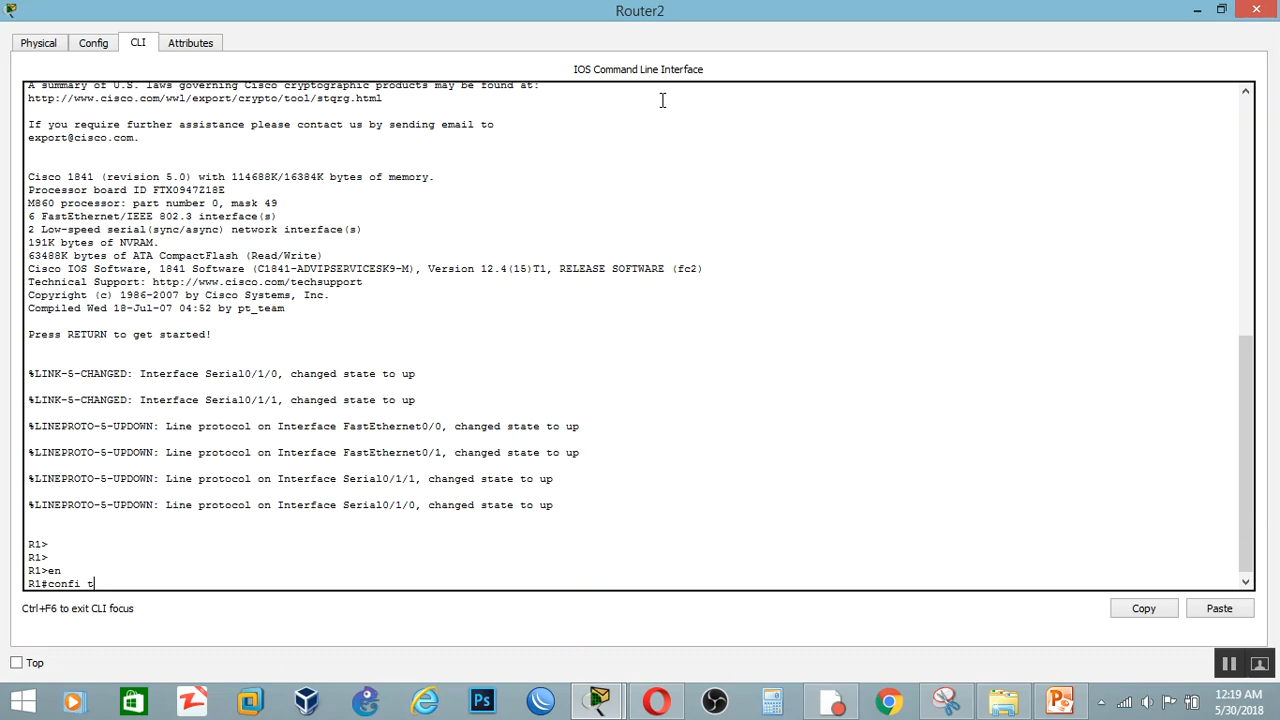 Router2
Physical
Config
CLI
Attributes
IOS Command Line Interface
A summary of U.S. laws governing Cisco cryptographic products may be found at:
http://www.cisco.com/wwl/export/crypto/tool/stqrg.html
If you require further assistance please contact us by sending email to
export@cisco.com.
Cisco 1841 (revision 5.0) with 114688K/16384K bytes of memory.
Processor board ID FTX0947Z18E
M860 processor: part number 0, mask 49
6 FastEthernet/IEEE 802.3 interface(s)
2 Low-speed serial(sync/async) network interface(s)
191K bytes of NVRAM.
63488K bytes of ATA CompactFlash (Read/Write)
Cisco IOS Software, 1841 Software (C1841-ADVIPSERVICESK9-M), Version 12.4(15)T1, RELEASE SOFTWARE (fc2)
Technical Support: http://www.cisco.com/techsupport
Copyright (c) 1986-2007 by Cisco Systems, Inc.
Compiled Wed 18-Jul-07 04:52 by pt_team
Press RETURN to get started!
%LINK-5-CHANGED: Interface Serial0/1/0, changed state to up
%LINK-5-CHANGED: Interface Serial0/1/1, changed state to up
%LINEPROTO-5-UPDOWN: Line protocol on Interface FastEthernet0/0, changed state to up
%LINEPROTO-5-UPDOWN: Line protocol on Interface FastEthernet0/1, changed state to up
%LINEPROTO-5-UPDOWN: Line protocol on Interface Serial0/1/1, changed state to up
%LINEPROTO-5-UPDOWN: Line protocol on Interface Serial0/1/0, changed state to up
R1>
R1>
R1>en
R1#confi t
Ctrl+F6 to exit CLI focus
Copy
Paste
Top
Ps
12:19 AM
5/30/2018